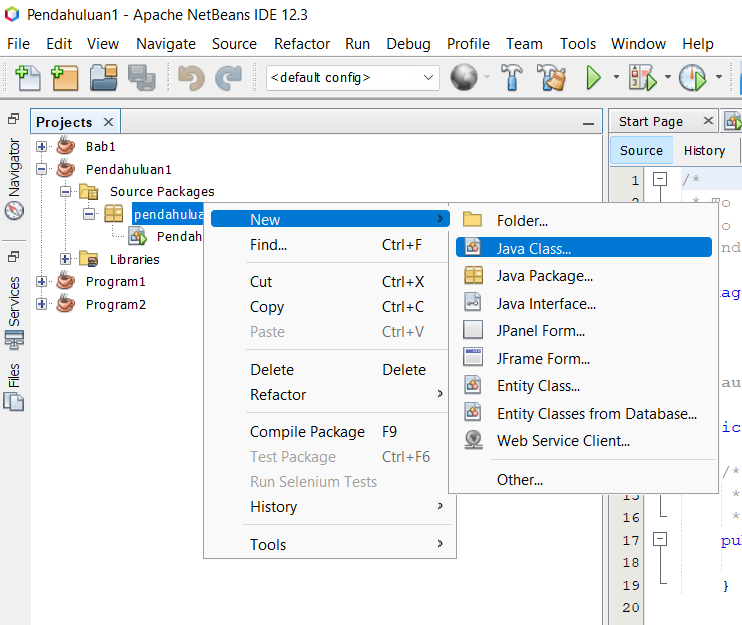 Pendahuluan1 - Apache NetBeans IDE 12.3
File Edit View Navigate Source Refactor Run Debug Profile Team Tools Window Help
<default config>
Projects
Start Page
Navigator
Services
Files
Bab1
Pendahuluan1
Source Packages
pendahulua
Pendah
Libraries
Program1
Program2
New
Find... Ctrl+F
Cut Ctrl+X
Copy Ctrl+C
Paste Ctrl+V
Delete Delete
Refactor
Compile Package F9
Test Package Ctrl+F6
Run Selenium Tests
History
Tools
Folder...
Java Class...
Java Package...
Java Interface...
JPanel Form...
JFrame Form...
Entity Class...
Entity Classes from Database...
Web Service Client...
Other...
Source History
1 /*
nd
ag
au
ic
/*
*
16 *
17 pu
18
19 }
20